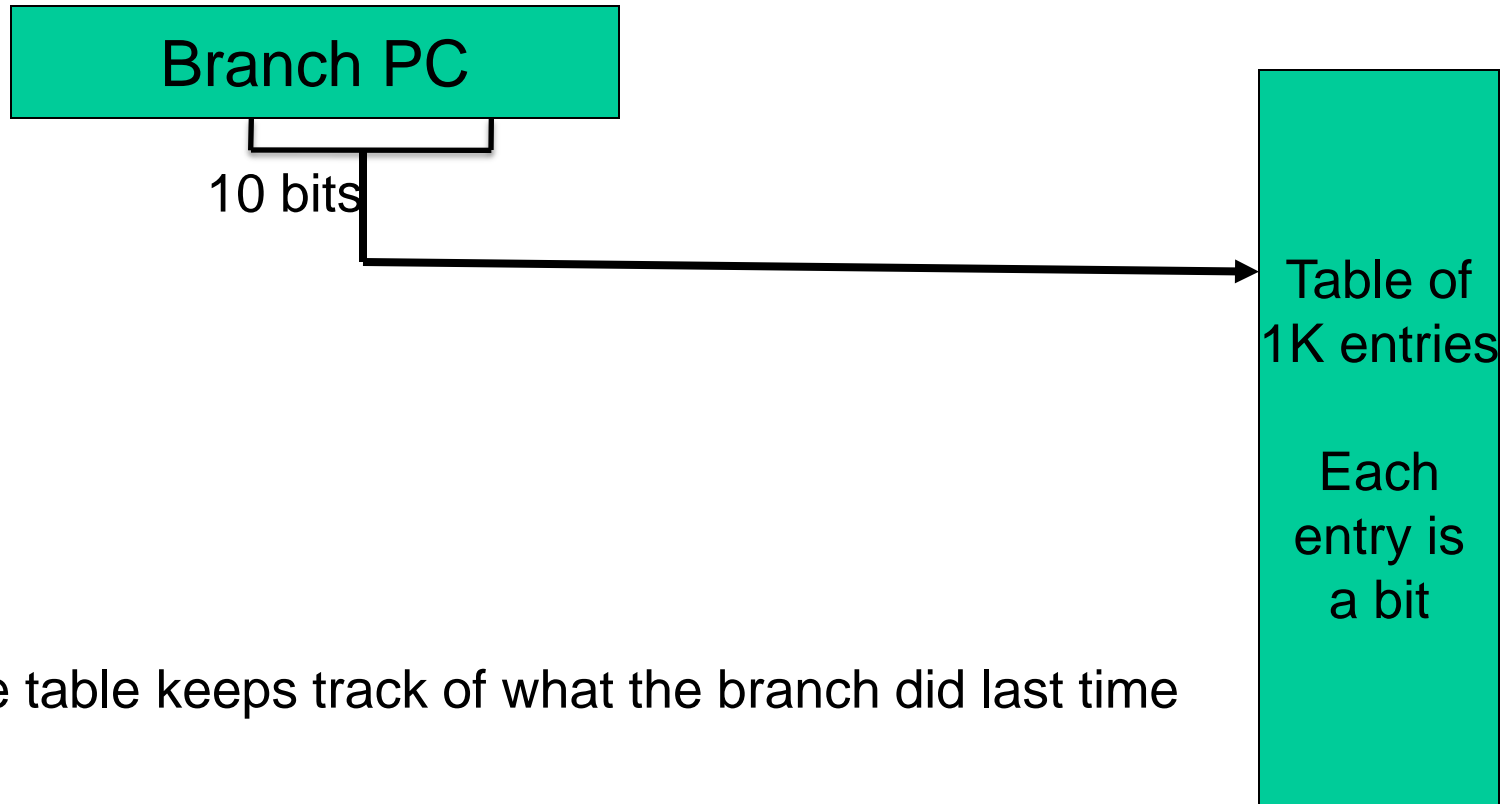 Branch PC
10 bits
Table of
1K entries
Each
entry is
a bit
table keeps track of what the branch did last time